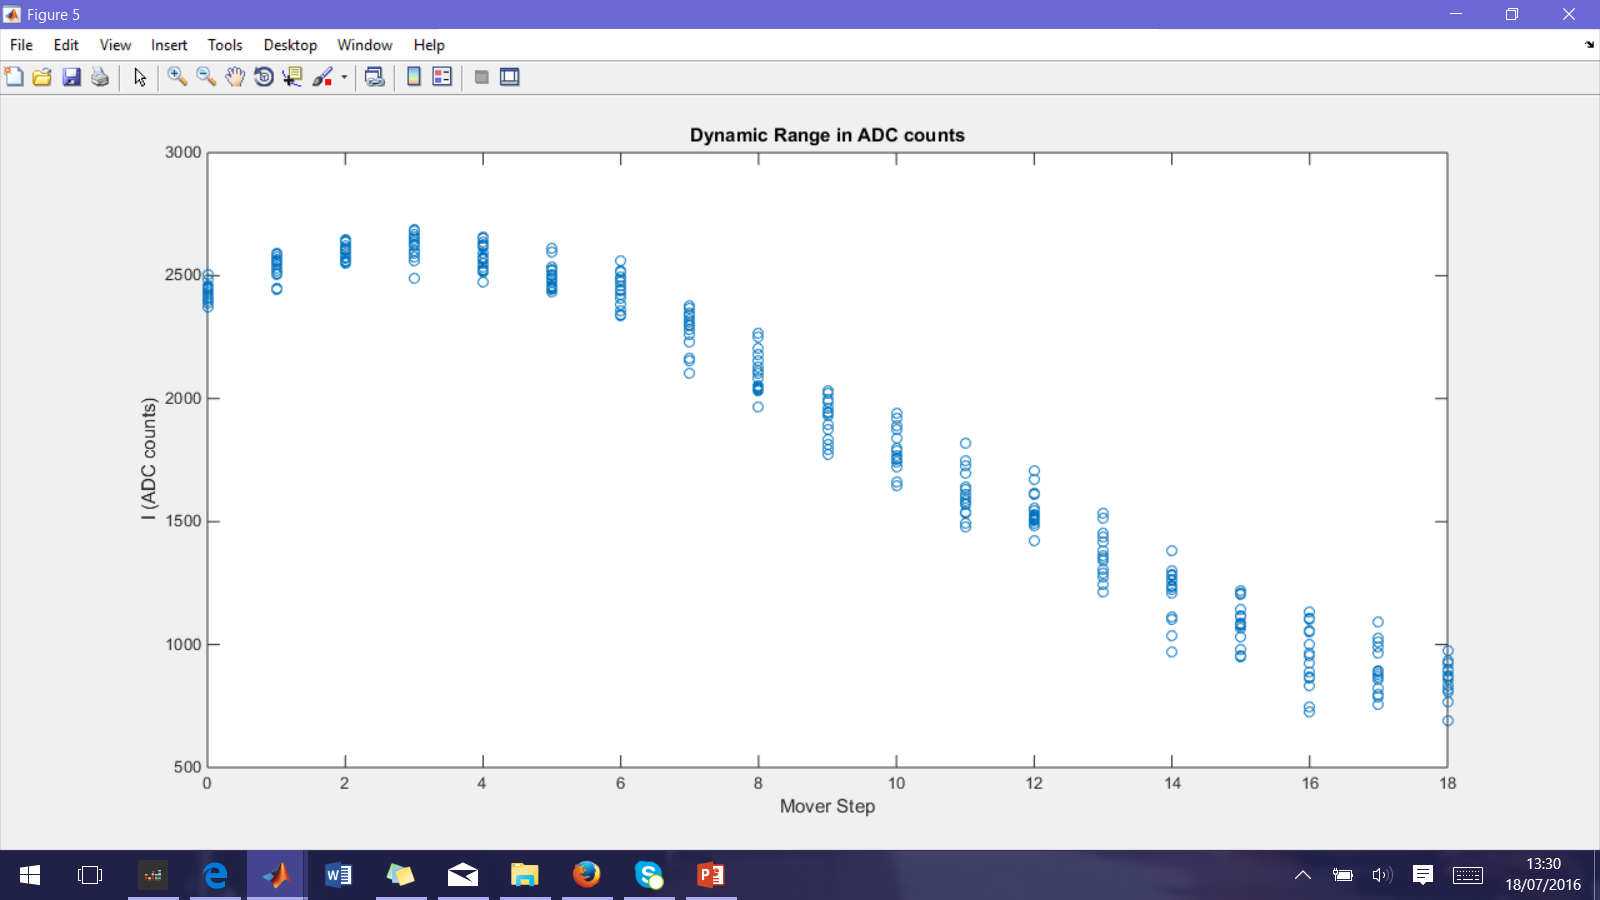 Figure 5
File Edit View Insert Tools Desktop Window Help
Dynamic Range in ADC counts
3000
2500
2000
1500
1000
500
I (ADC counts)
0 2 4 6 8 10 12 14 16 18
Mover Step
13:30
18/07/2016